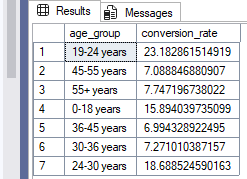 Results Messages
age_group conversion_rate
1 19-24 years 23.182861514919
2 45-55 years 7.088846880907
3 55+ years 7.747196738022
4 0-18 years 15.894039735099
5 36-45 years 6.994328922495
6 30-36 years 7.271010387157
7 24-30 years 18.688524590163